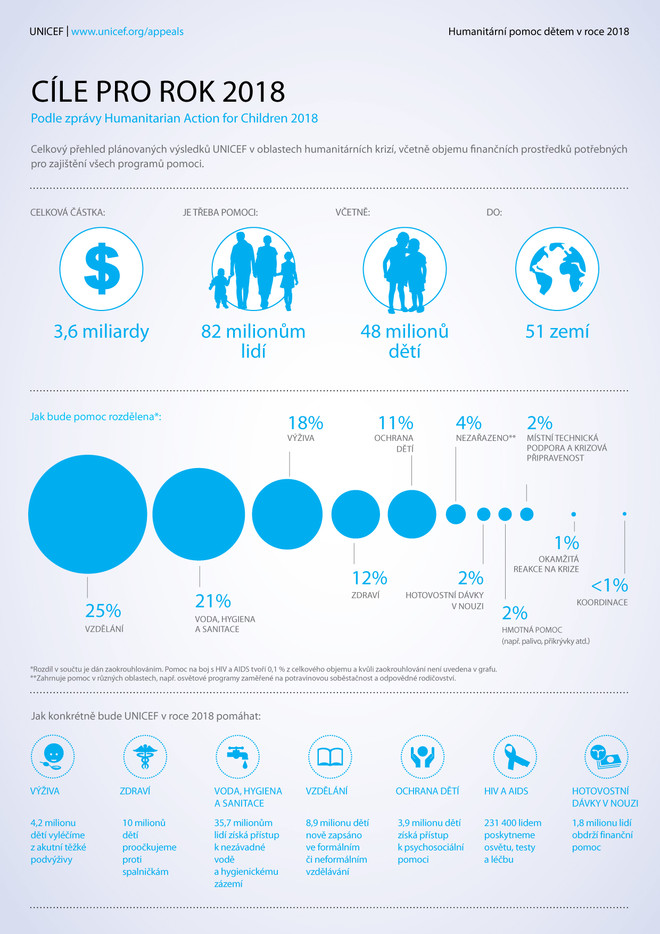 UNICEF | www.unicef.org/appeals
Humanitární pomoc dětem v roce 2018
CÍLE PRO ROK 2018
Podle zprávy Humanitarian Action for Children 2018
Celkový přehled plánovaných výsledků UNICEF v oblastech humanitárních krizí, včetně objemu finančních prostředků potřebných
pro zajištění všech programů pomoci.
CELKOVÁ ČÁSTKA:
$
3,6 miliardy
JE TŘEBA POMOCI:
82 milionům
lidí
VČETNĚ:
48 milionů
dětí
DO:
51 zemí
Jak bude pomoc rozdělena*:
25%
VZDĚLÁNÍ
21%
VODA, HYGIENA
A SANITACE
18%
VÝŽIVA
12%
ZDRAVÍ
11%
OCHRANA
DĚTÍ
4%
NEZAŘAZENO**
2%
HOTOVOSTNÍ DÁVKY
V NOUZI
2%
HMOTNÁ POMOC
(např. palivo, přikrývky atd.)
2%
MÍSTNÍ TECHNICKÁ
PODPORA A KRIZOVÁ
PŘIPRAVENOST
1%
OKAMŽITÁ
REAKCE NA KRIZE
<1%
KOORDINACE
*Rozdíl v součtu je dán zaokrouhlováním. Pomoc na boj s HIV a AIDS tvoří 0,1 % z celkového objemu a kvůli zaokrouhlování není uvedena v grafu.
**Zahrnuje pomoc v různých oblastech, např. osvětové programy zaměřené na potravinovou soběstačnost a odpovědné rodičovství.
Jak konkrétně bude UNICEF v roce 2018 pomáhat:
VÝŽIVA
4,2 milionu
dětí vyléčíme
z akutní těžké
podvýživy
ZDRAVÍ
10 milionů
dětí
proočkujeme
proti
spalničkám
VODA, HYGIENA
A SANITACE
35,7 milionům
lidí získá přístup
k nezávadné
vodě
a hygienickému
zázemí
VZDĚLÁNÍ
8,9 milionu dětí
nově zapsáno
ve formálním
či neformálním
vzdělávání
OCHRANA DĚTÍ
3,9 milionu dětí
získá přístup
k psychosociální
pomoci
HIV A AIDS
231 400 lidem
poskytneme
osvětu, testy
a léčbu
HOTOVOSTNÍ
DÁVKY V NOUZI
1,8 milionu lidí
obdrží finanční
pomoc